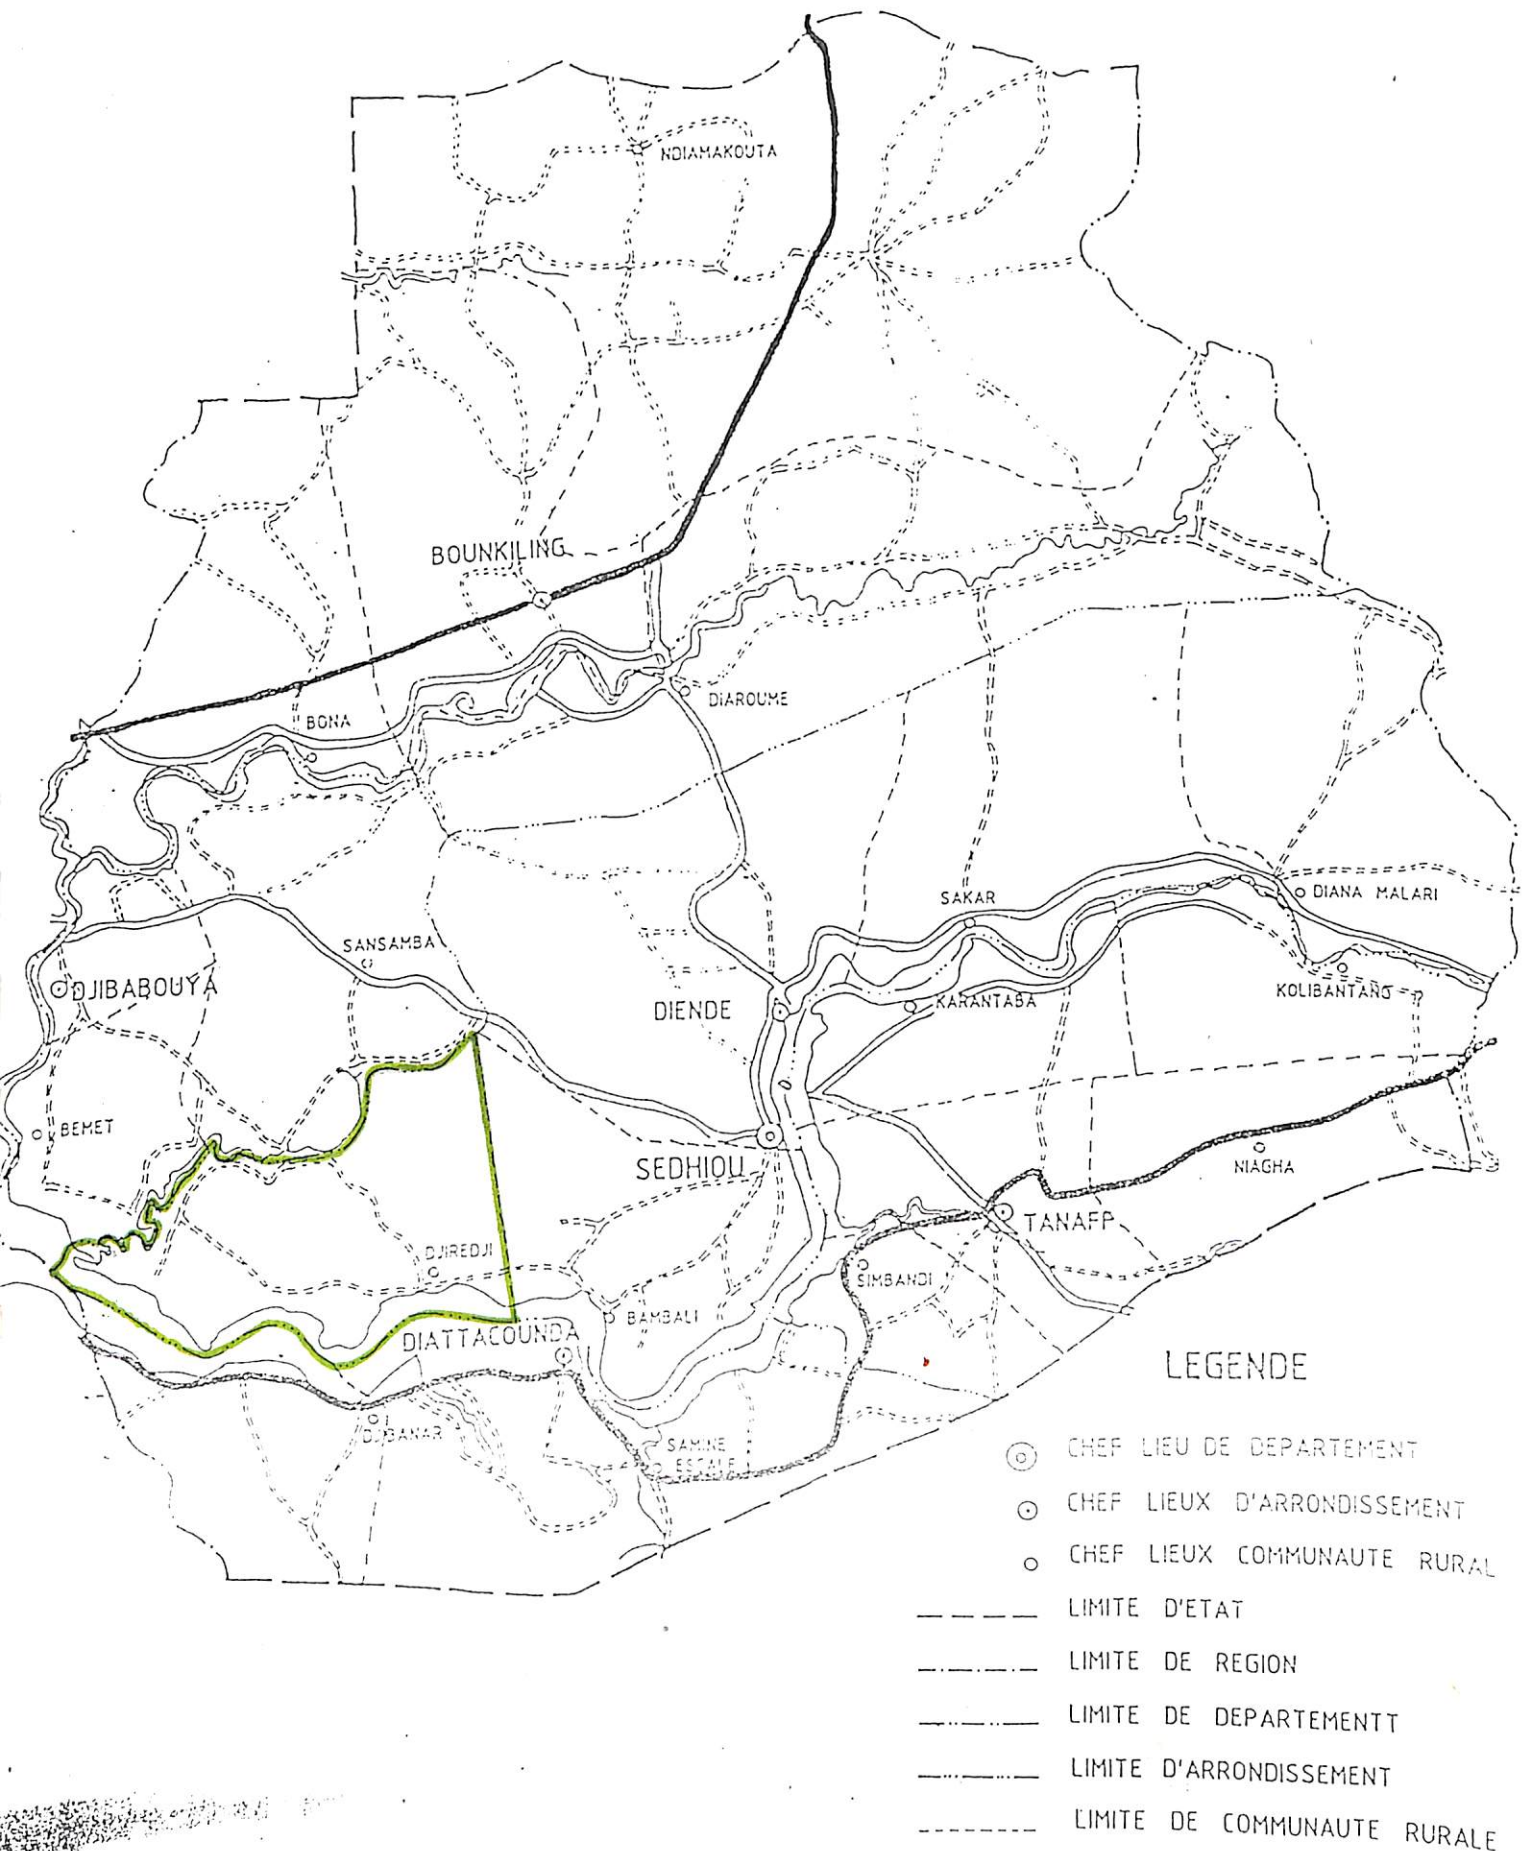 NDIAMAKOUTA
BOUNKILING
DIAROUME
BONA
SAKAR
DIANA MALARI
SANSAMBA
DJIBABOUYA
DIENDE
KARANTABA
KOLIBANTANG
BEMET
SEDHIOU
NIAGHA
TANAFF
DJIREDJI
SIMBANDI
BAMBALI
DIATTACOUNDA
DJIBANAR
SAMINE
ESCALE
LEGENDE
CHEF LIEU DE DEPARTEMENT
CHEF LIEUX D'ARRONDISSEMENT
CHEF LIEUX COMMUNAUTE RURAL
LIMITE D'ETAT
LIMITE DE REGION
LIMITE DE DEPARTEMENTT
LIMITE D'ARRONDISSEMENT
LIMITE DE COMMUNAUTE RURALE